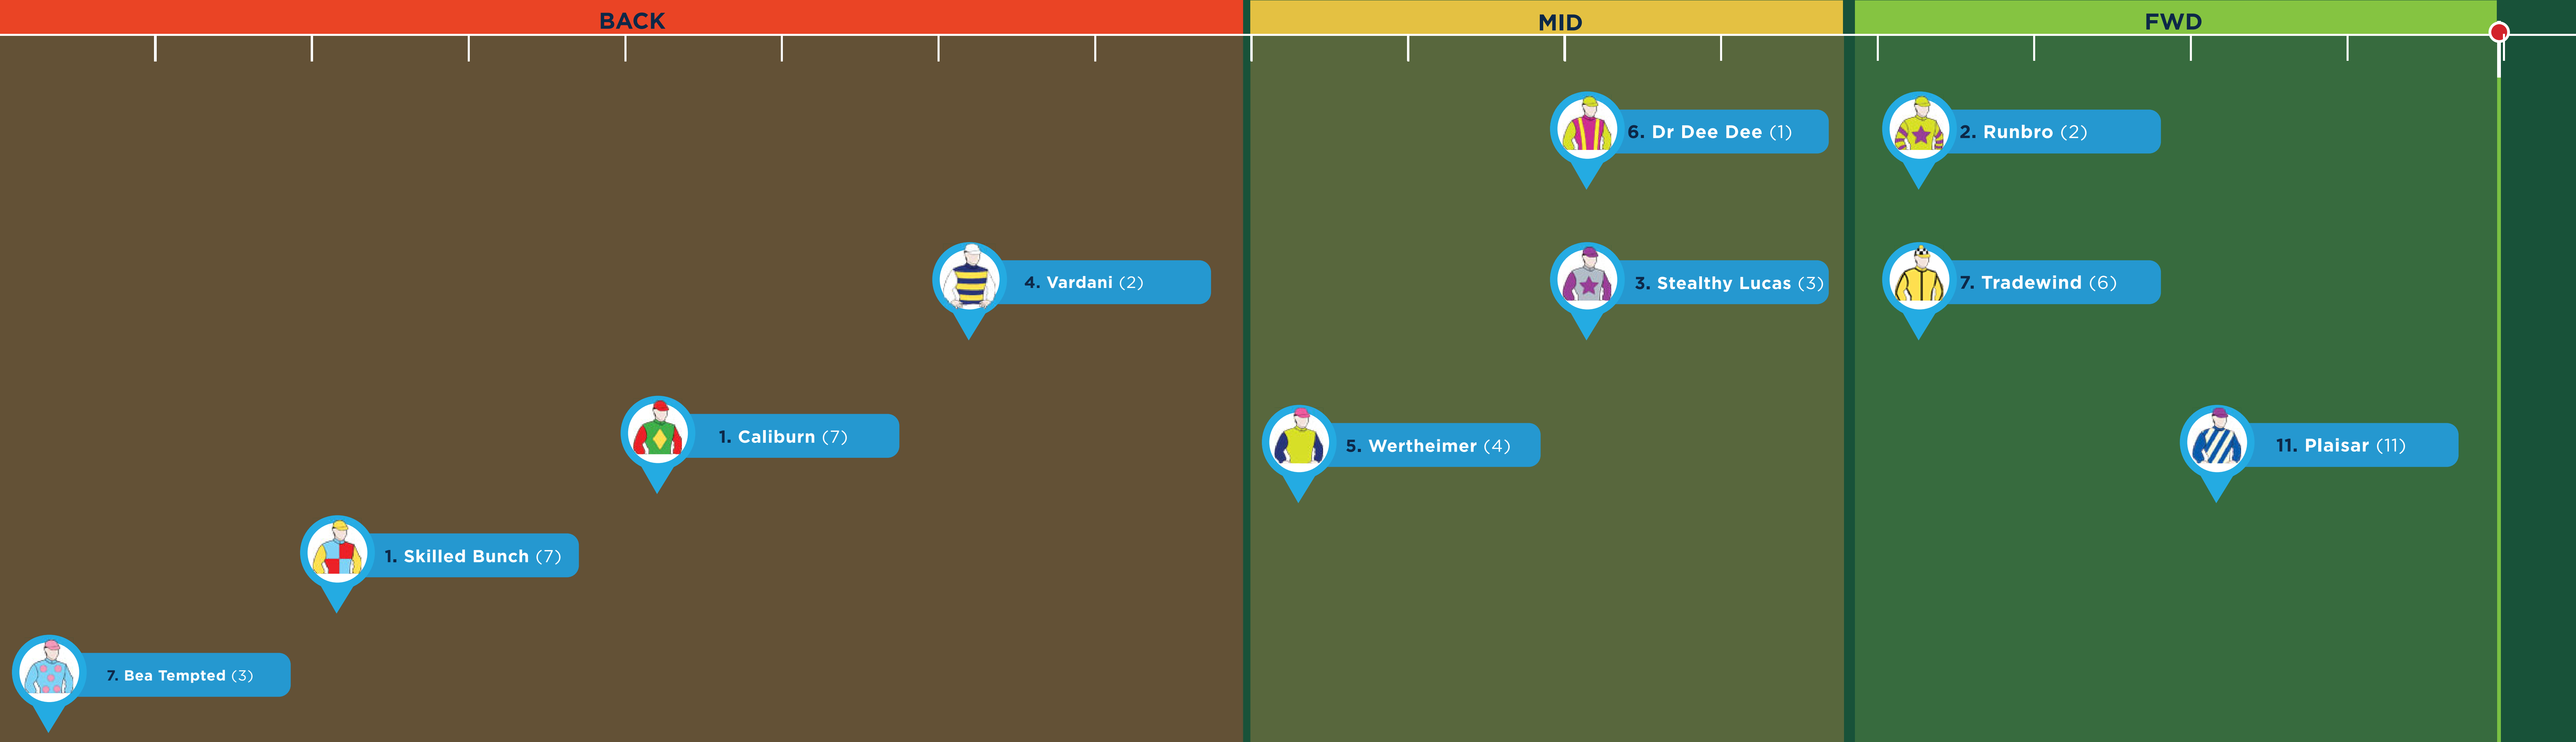 BACK
MID
FWD
6. Dr Dee Dee (1)
2. Runbro (2)
4. Vardani (2)
3. Stealthy Lucas (3)
7. Tradewind (6)
1. Caliburn (7)
5. Wertheimer (4)
11. Plaisar (11)
1. Skilled Bunch (7)
7. Bea Tempted (3)